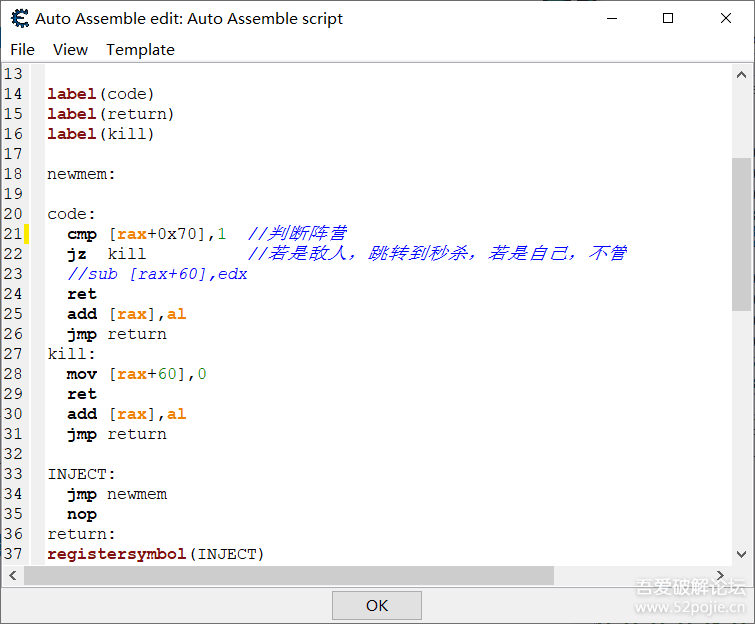 Auto Assemble edit: Auto Assemble script
File View Template
13
14 label(code)
15 label(return)
16 label(kill)
17
18 newmem:
19
20 code:
21 cmp [rax+0x70],1 //判断阵营
22 jz kill //若是敌人，跳转到秒杀，若是自己，不管
23 //sub [rax+60],edx
24 ret
25 add [rax],al
26 jmp return
27 kill:
28 mov [rax+60],0
29 ret
30 add [rax],al
31 jmp return
32
33 INJECT:
34 jmp newmem
35 nop
36 return:
37 registersymbol(INJECT)
OK
吾爱破解论坛
www.52pojie.cn